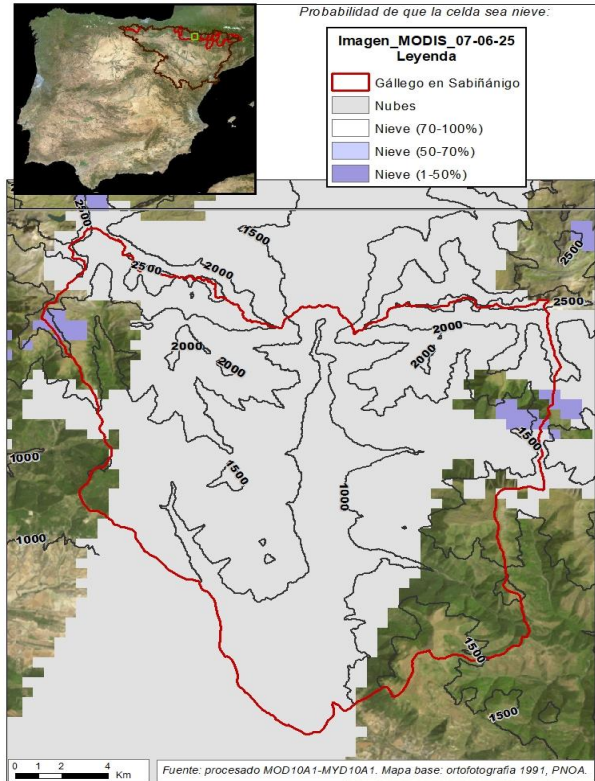 Probabilidad de que la celda sea nieve:
Imagen_MODIS_07-06-25
Leyenda
Gállego en Sabiñánigo
Nubes
Nieve (70-100%)
Nieve (50-70%)
Nieve (1-50%)
2500
1500
2500
2000
2500
2500
2000
2000
2000
2000
1500
1000
1500
1000
1000
1500
1500
0 1 2 4
Km
Fuente: procesado MOD10A1-MYD10A1. Mapa base: ortofotografia 1991, PNOA.